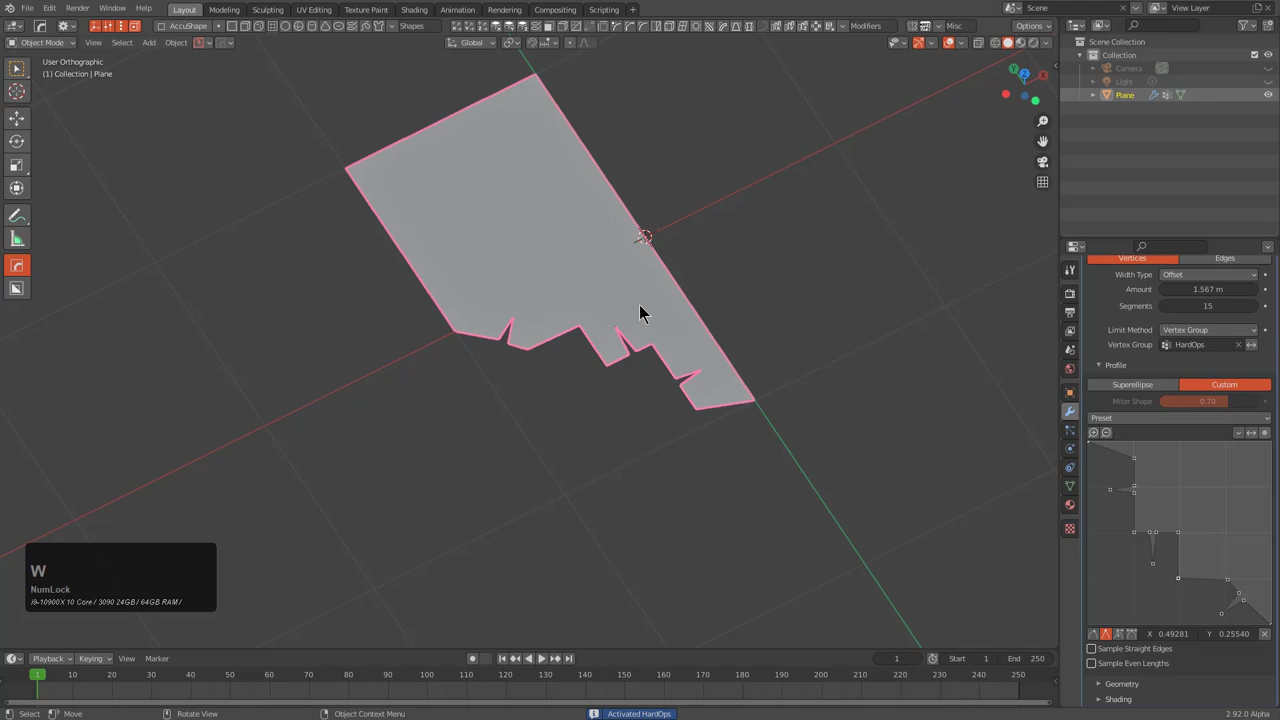 File Edit Render Window Help Layout Modeling Sculpting UV Editing Texture Paint Shading Animation Rendering Compositing Scripting + Scene View Layer
AccuShape Shapes Modifiers Misc Options
Object Mode View Select Add Object Global
Scene Collection
Collection
Camera
Light
Plane
User Orthographic
(1) Collection | Plane
Y
X
Z
Vertices Edges
Width Type Offset
Amount 1.567 m
Segments 15
Limit Method Vertex Group
Vertex Group HardOps
Profile
Superellipse Custom
Miter Shape 0.70
Preset
X 0.49281 Y 0.25540
Sample Straight Edges
Sample Even Lengths
Geometry
Shading
W
NumLock
i9-10900X 10 Core / 3090 24GB / 64GB RAM /
Playback Keying View Marker 1 Start 1 End 250
1 10 20 30 40 50 60 70 80 90 100 110 120 130 140 150 160 170 180 190 200 210 220 230 240 250
Select Move Rotate View Object Context Menu Activated HardOps 2.92.0 Alpha